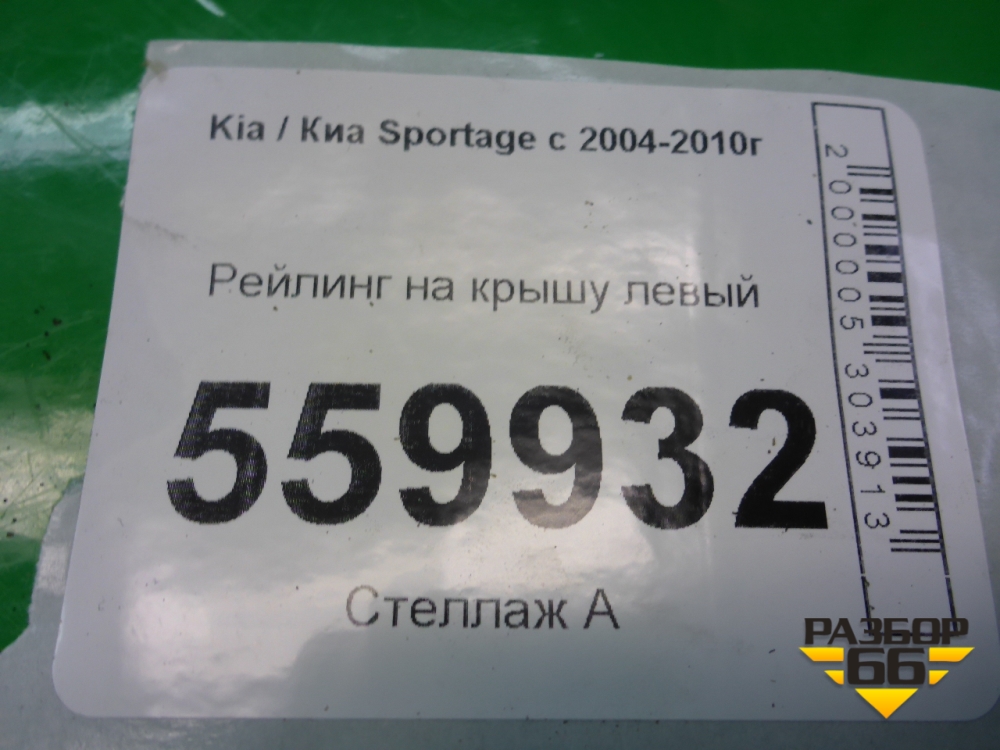 Kia / Киа Sportage с 2004-2010г
Рейлинг на крышу левый
559932
Стеллаж А
2000005303913
РАЗБОР
66